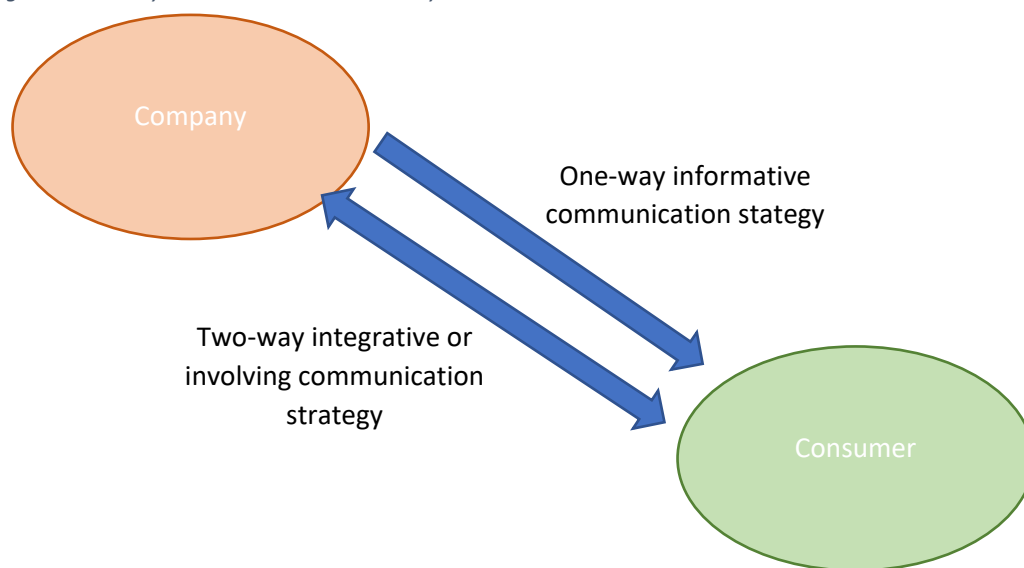 Company
One-way informative
communication stategy
Two-way integrative or
involving communication
strategy
Consumer